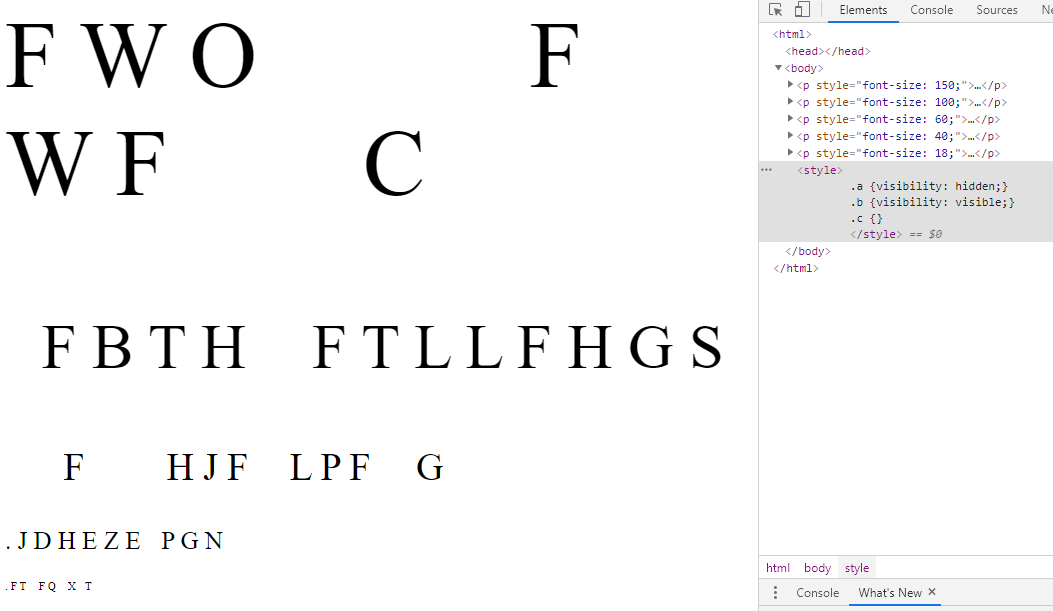 F W O F
W F C
F B T H F T L L F H G S
F H J F L P F G
. J D H E Z E P G N
. F T F Q X T
Elements Console Sources Ne
<html>
<head></head>
▼<body>
▶<p style="font-size: 150;">…</p>
▶<p style="font-size: 100;">…</p>
▶<p style="font-size: 60;">…</p>
▶<p style="font-size: 40;">…</p>
▶<p style="font-size: 18;">…</p>
… <style>
.a {visibility: hidden;}
.b {visibility: visible;}
.c {}
</style> == $0
</body>
</html>
html body style
Console What's New ✕